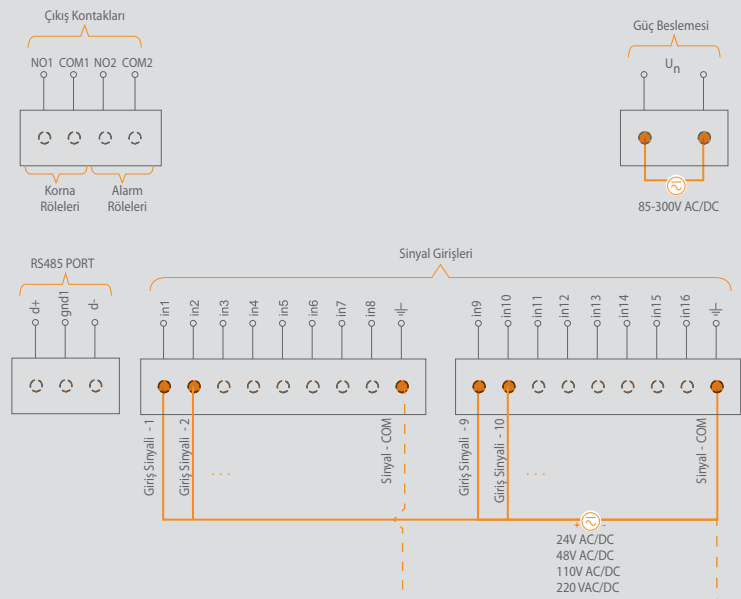 Çıkış Kontakları
NO1 COM1 NO2 COM2
Korna Röleleri
Alarm Röleleri
Güç Beslemesi
Un
85-300V AC/DC
RS485 PORT
d+ gnd1 d-
Sinyal Girişleri
in1 in2 in3 in4 in5 in6 in7 in8
in9 in10 in11 in12 in13 in14 in15 in16
Giriş Sinyali - 1
Giriş Sinyali - 2
. . .
Sinyal - COM
Giriş Sinyali - 9
Giriş Sinyali - 10
. . .
Sinyal - COM
+ -
24V AC/DC
48V AC/DC
110V AC/DC
220 VAC/DC